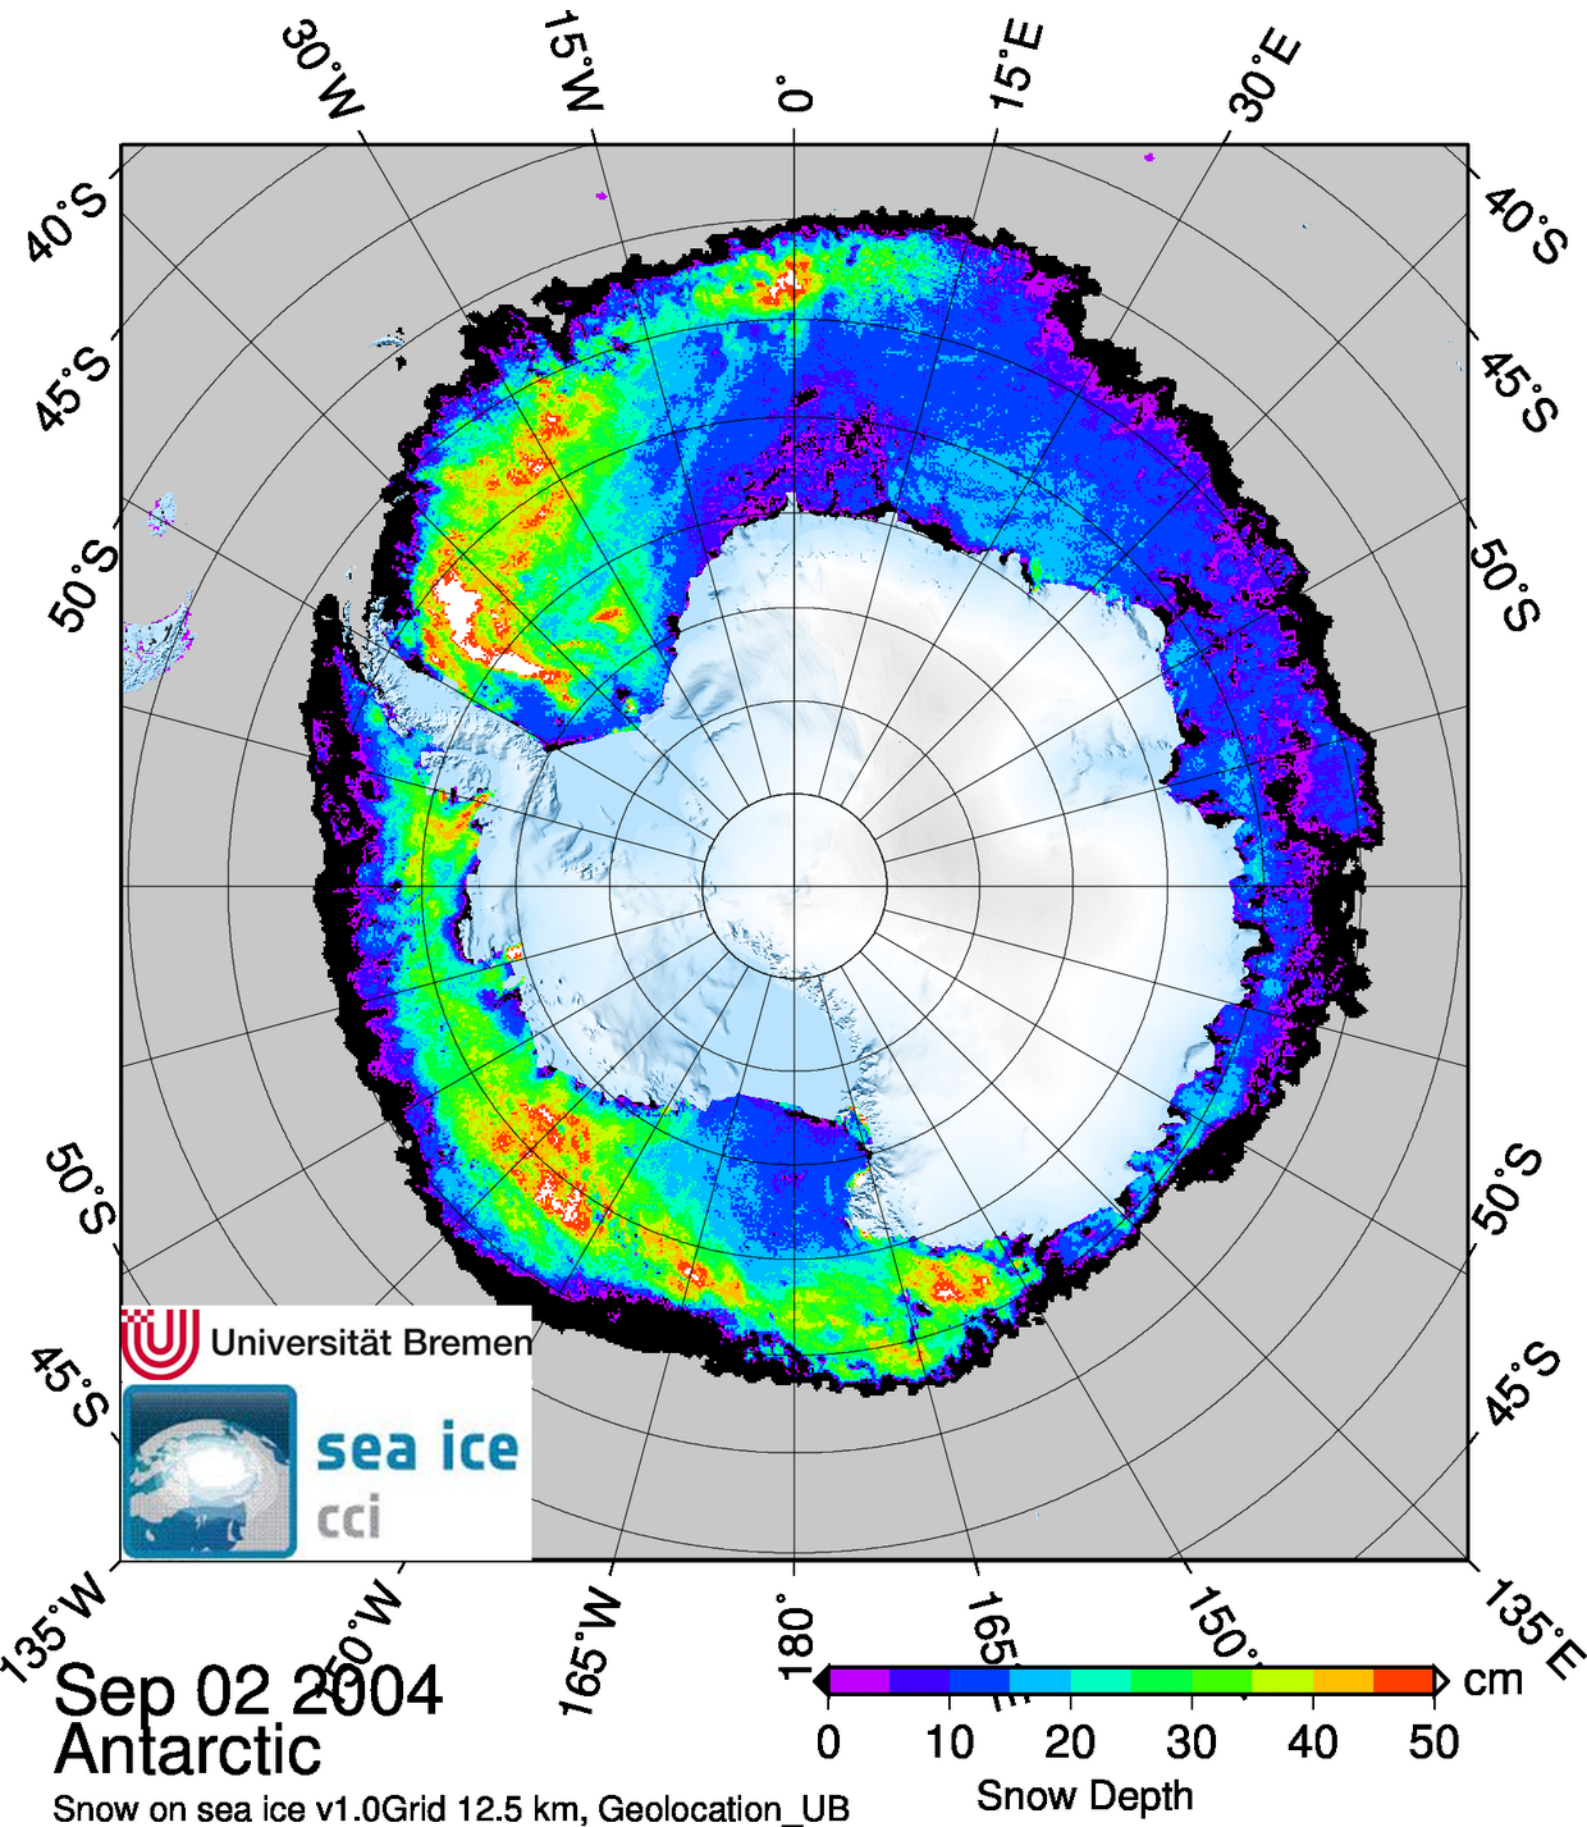 30°W 15°W 0° 15°E 30°E
40°S 40°S
45°S 45°S
50°S 50°S
50°S 50°S
45°S 45°S
Universität Bremen
sea ice
cci
135°W 165°W 180° 165°E 150° 135°E
Sep 02 2004
Antarctic
cm
0 10 20 30 40 50
Snow Depth
Snow on sea ice v1.0Grid 12.5 km, Geolocation_UB